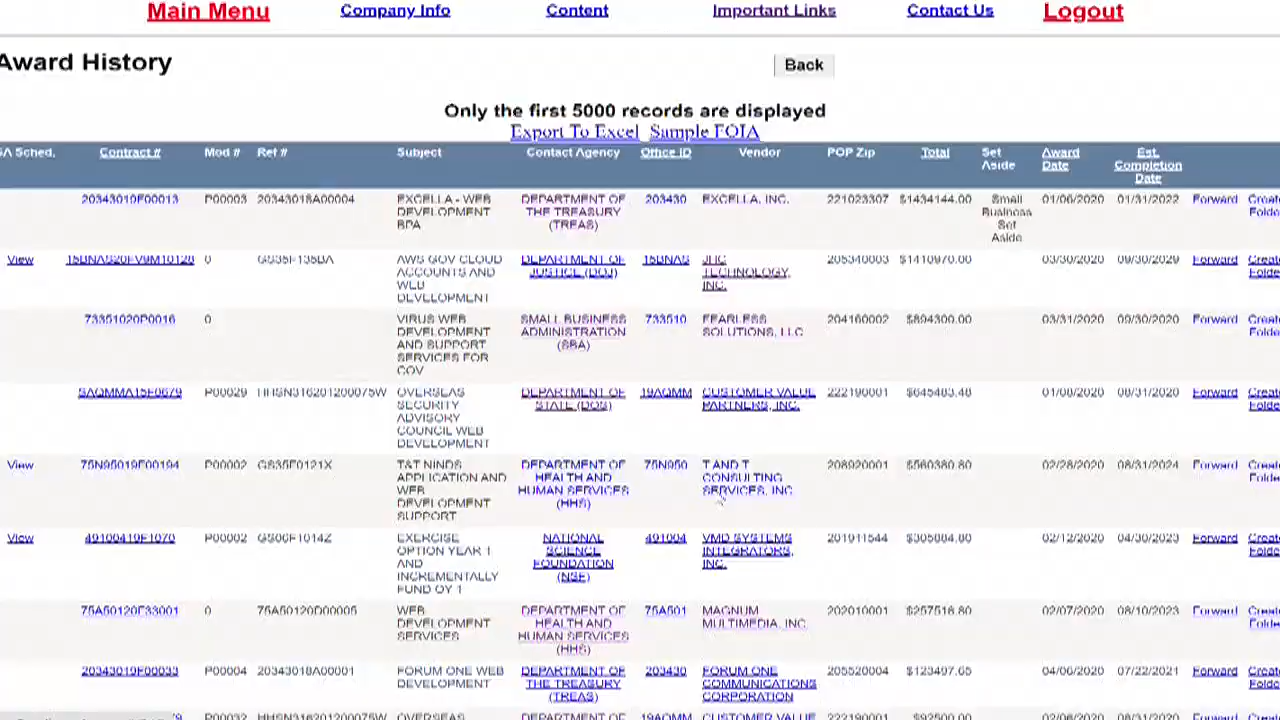 Main Menu Company Info Content Important Links Contact Us Logout
Award History
Back
Only the first 5000 records are displayed
Export To Excel Sample FOIA
Sched. Contract # Mod # Ref # Subject Contact Agency Office ID Vendor POP Zip Total Set Aside Award Date Est. Completion Date
20343019F00013 P00003 20343018A00004 EXCELLA - WEB DEVELOPMENT BPA DEPARTMENT OF THE TREASURY (TREAS) 203430 EXCELLA, INC. 221023307 $1434144.00 Small Business Set Aside 01/06/2020 01/31/2022 Forward
View 15BNAS20FV9M10128 0 GS35F135BA AWS GOV CLOUD ACCOUNTS AND WEB DEVELOPMENT DEPARTMENT OF JUSTICE (DOJ) 15BNAS TECHNOLOGY, INC. 205340003 $1410970.00 03/30/2020 09/30/2029 Forward
73351020P0016 0 VIRUS WEB DEVELOPMENT AND SUPPORT SERVICES FOR SMALL BUSINESS ADMINISTRATION (SBA) 733510 FEARLESS SOLUTIONS, LLC 204160002 $894300.00 03/31/2020 09/30/2020 Forward
SAQMMA15F0679 P00029 HHSN316201200075W OVERSEAS SECURITY ADVISORY COUNCIL WEB DEVELOPMENT DEPARTMENT OF STATE (DOS) 19AQMM CUSTOMER VALUE PARTNERS, INC. 222190001 08/31/2020 Forward
View 75N95019F00194 P00002 GS35F0121X T&T NINDS APPLICATION AND WEB DEVELOPMENT SUPPORT DEPARTMENT OF HEALTH AND HUMAN SERVICES (HHS) 75N950 T AND T CONSULTING SERVICES, INC 208920001 $560380.80 02/28/2020 08/31/2024 Forward
View 49100419F1070 P00002 GS06F1014Z EXERCISE OPTION YEAR 1 AND INCREMENTALLY FUND OY 1 NATIONAL SCIENCE FOUNDATION (NSF) 491004 VMD SYSTEMS INTEGRATORS, INC. 201911544 02/12/2020 04/30/2023 Forward
75A50120F33001 0 75A50120D00005 WEB DEVELOPMENT SERVICES DEPARTMENT OF HEALTH AND HUMAN SERVICES (HHS) 75A501 MAGNUM MULTIMEDIA, INC 202010001 $257516.80 02/07/2020 08/10/2023 Forward
20343019F00033 P00004 20343018A00001 FORUM ONE WEB DEVELOPMENT DEPARTMENT OF THE TREASURY (TREAS) 203430 FORUM ONE COMMUNICATIONS CORPORATION 205520004 $123497.65 04/06/2020 07/22/2021 Forward